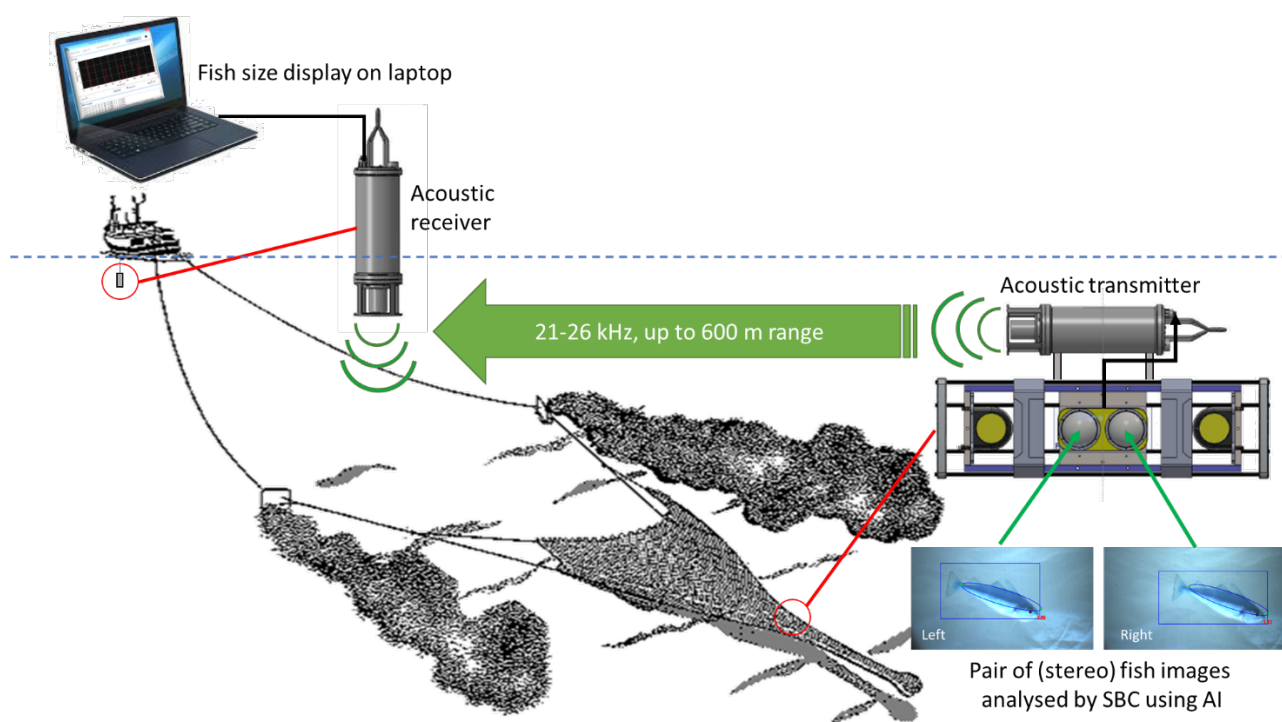 Fish size display on laptop
Acoustic
receiver
Acoustic transmitter
21-26 kHz, up to 600 m range
Left
Right
Pair of (stereo) fish images
analysed by SBC using AI